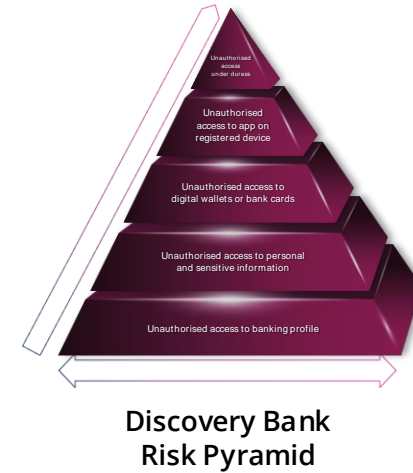 Unauthorised
access
under duress
Unauthorised
access to app on
registered device
Unauthorised access to
digital wallets or bank cards
Unauthorised access to personal
and sensitive information
Unauthorised access to banking profile
Discovery Bank
Risk Pyramid